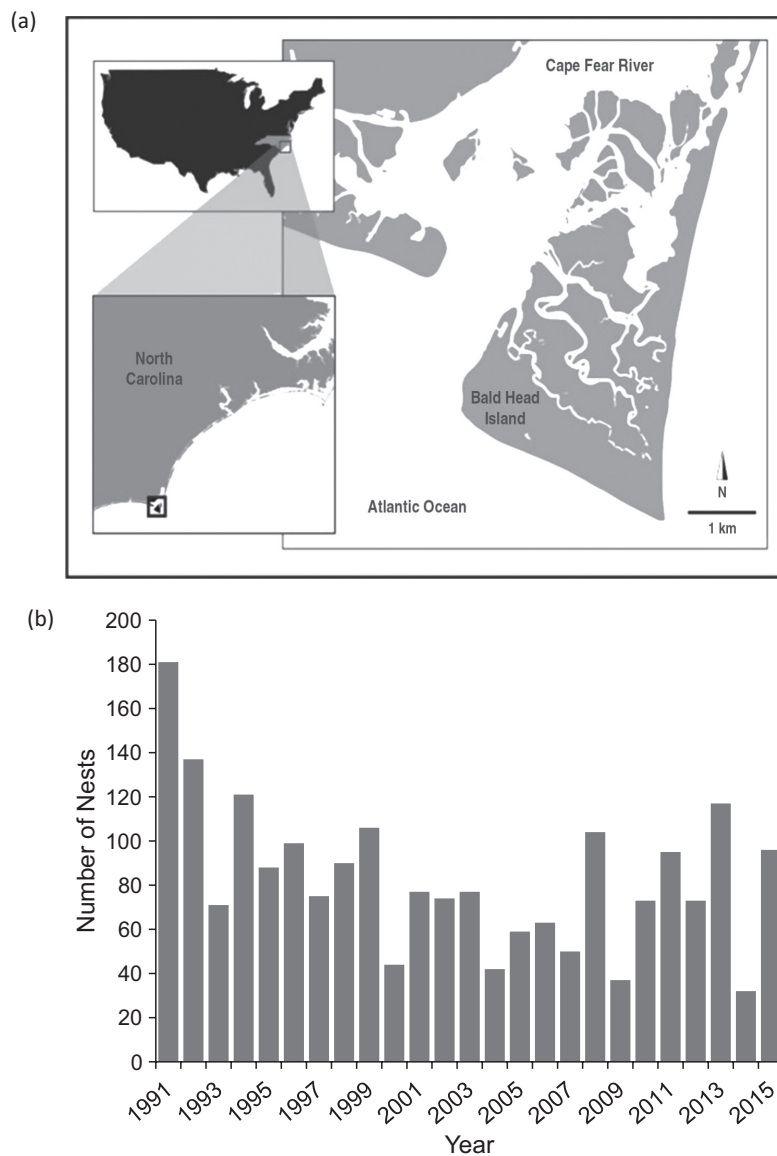 (a)
Cape Fear River
North
Carolina
Bald Head
Island
Atlantic Ocean
N
1 km
(b)
200
180
160
140
120
100
80
60
40
20
0
Number of Nests
1991
1993
1995
1997
1999
2001
2003
2005
2007
2009
2011
2013
2015
Year